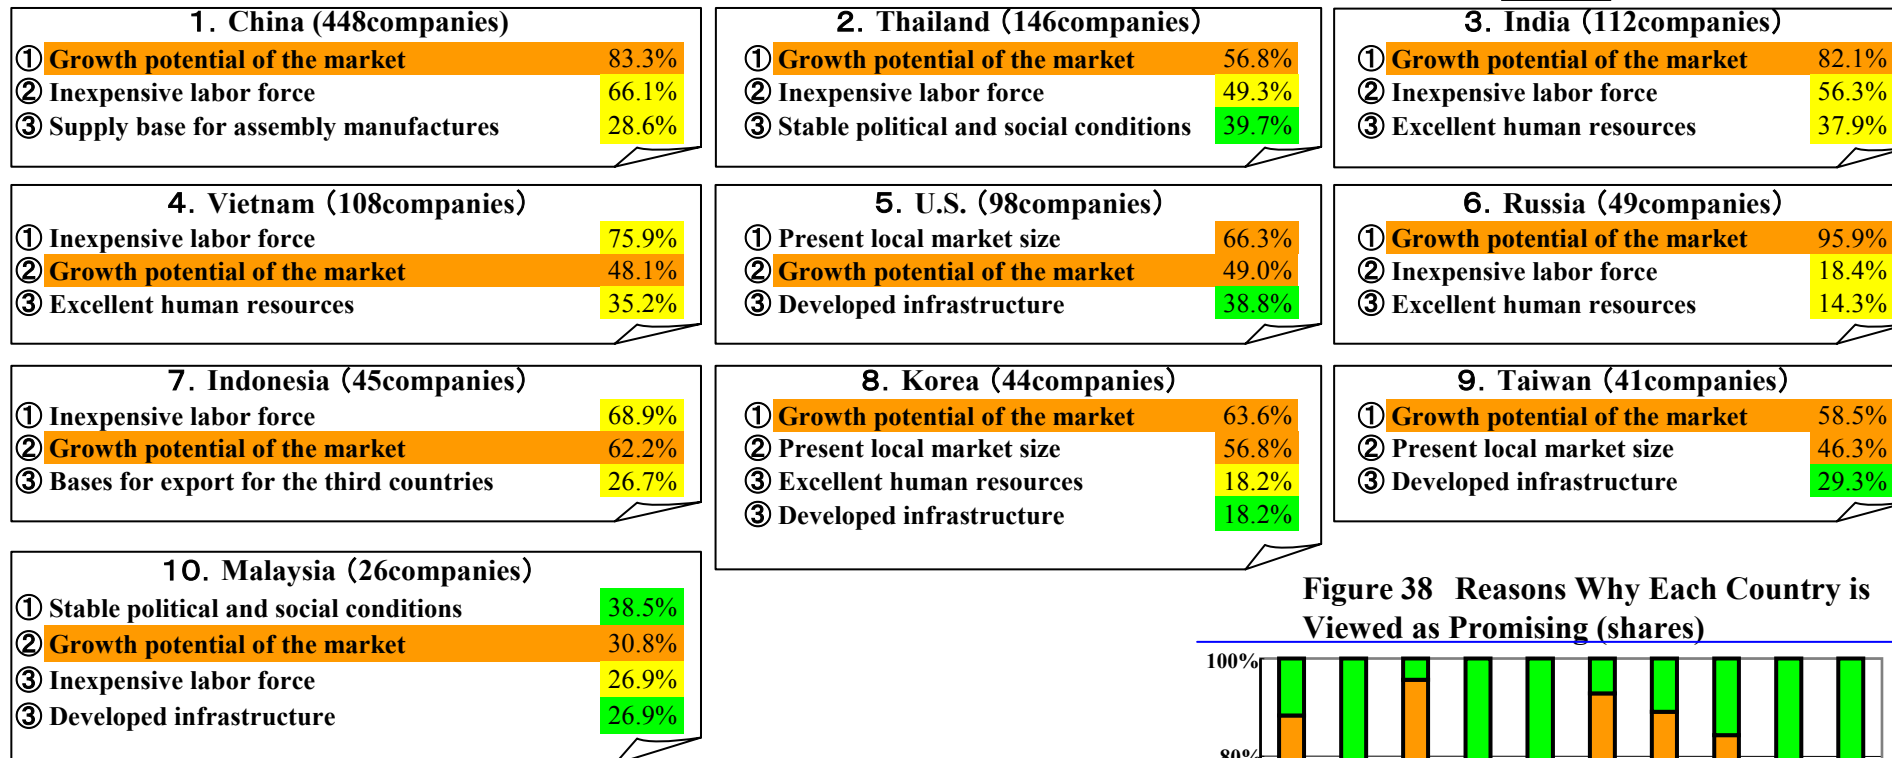 1. China (448companies)
① Growth potential of the market 83.3%
② Inexpensive labor force 66.1%
③ Supply base for assembly manufactures 28.6%
2. Thailand (146companies)
① Growth potential of the market 56.8%
② Inexpensive labor force 49.3%
③ Stable political and social conditions 39.7%
3. India (112companies)
① Growth potential of the market 82.1%
② Inexpensive labor force 56.3%
③ Excellent human resources 37.9%
4. Vietnam (108companies)
① Inexpensive labor force 75.9%
② Growth potential of the market 48.1%
③ Excellent human resources 35.2%
5. U.S. (98companies)
① Present local market size 66.3%
② Growth potential of the market 49.0%
③ Developed infrastructure 38.8%
6. Russia (49companies)
① Growth potential of the market 95.9%
② Inexpensive labor force 18.4%
③ Excellent human resources 14.3%
7. Indonesia (45companies)
① Inexpensive labor force 68.9%
② Growth potential of the market 62.2%
③ Bases for export for the third countries 26.7%
8. Korea (44companies)
① Growth potential of the market 63.6%
② Present local market size 56.8%
③ Excellent human resources 18.2%
③ Developed infrastructure 18.2%
9. Taiwan (41companies)
① Growth potential of the market 58.5%
② Present local market size 46.3%
③ Developed infrastructure 29.3%
10. Malaysia (26companies)
① Stable political and social conditions 38.5%
② Growth potential of the market 30.8%
③ Inexpensive labor force 26.9%
③ Developed infrastructure 26.9%
Figure 38 Reasons Why Each Country is
Viewed as Promising (shares)
100%
80%